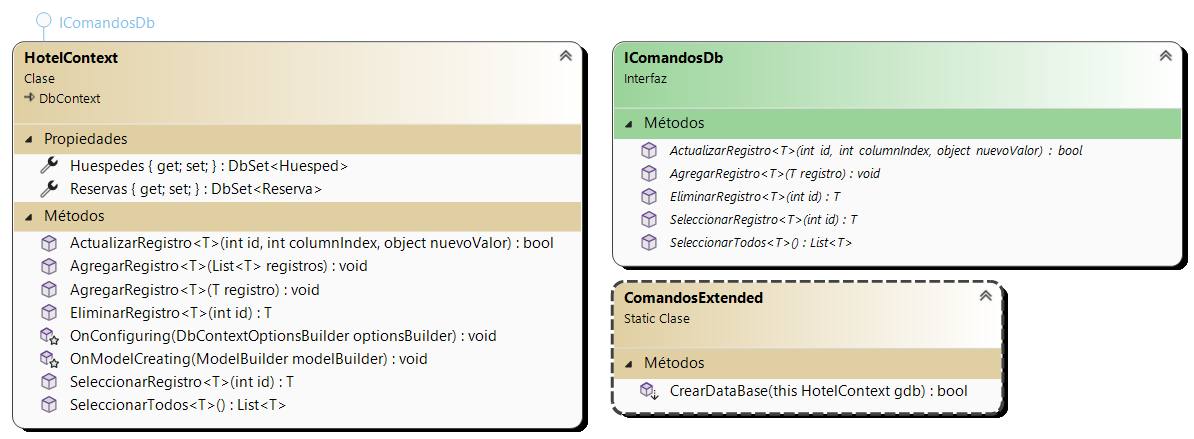 IComandosDb
HotelContext
Clase
DbContext
Propiedades
Huespedes { get; set; } : DbSet<Huesped>
Reservas { get; set; } : DbSet<Reserva>
Métodos
ActualizarRegistro<T>(int id, int columnIndex, object nuevoValor) : bool
AgregarRegistro<T>(List<T> registros) : void
AgregarRegistro<T>(T registro) : void
EliminarRegistro<T>(int id) : T
OnConfiguring(DbContextOptionsBuilder optionsBuilder) : void
OnModelCreating(ModelBuilder modelBuilder) : void
SeleccionarRegistro<T>(int id) : T
SeleccionarTodos<T>() : List<T>
IComandosDb
Interfaz
Métodos
ActualizarRegistro<T>(int id, int columnIndex, object nuevoValor) : bool
AgregarRegistro<T>(T registro) : void
EliminarRegistro<T>(int id) : T
SeleccionarRegistro<T>(int id) : T
SeleccionarTodos<T>() : List<T>
ComandosExtended
Static Clase
Métodos
CrearDataBase(this HotelContext gdb) : bool